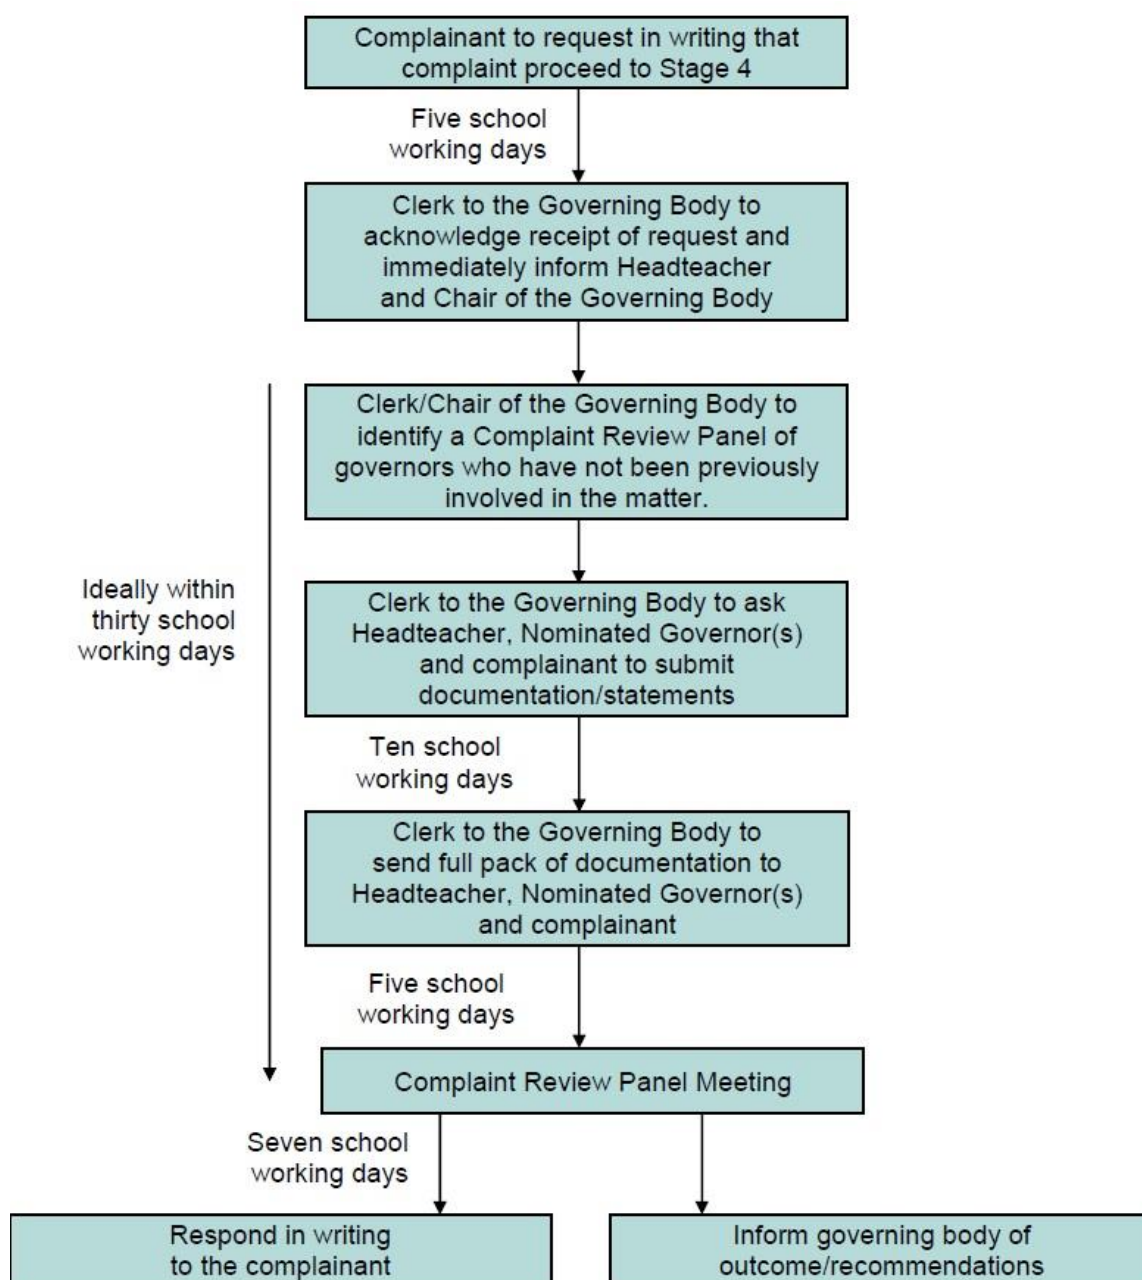 Complainant to request in writing that
complaint proceed to Stage 4
Five school
working days
Clerk to the Governing Body to
acknowledge receipt of request and
immediately inform Headteacher
and Chair of the Governing Body
Clerk/Chair of the Governing Body to
identify a Complaint Review Panel of
governors who have not been previously
involved in the matter.
Ideally within
thirty school
working days
Clerk to the Governing Body to ask
Headteacher, Nominated Governor(s)
and complainant to submit
documentation/statements
Ten school
working days
Clerk to the Governing Body to
send full pack of documentation to
Headteacher, Nominated Governor(s)
and complainant
Five school
working days
Complaint Review Panel Meeting
Seven school
working days
Respond in writing
to the complainant
Inform governing body of
outcome/recommendations